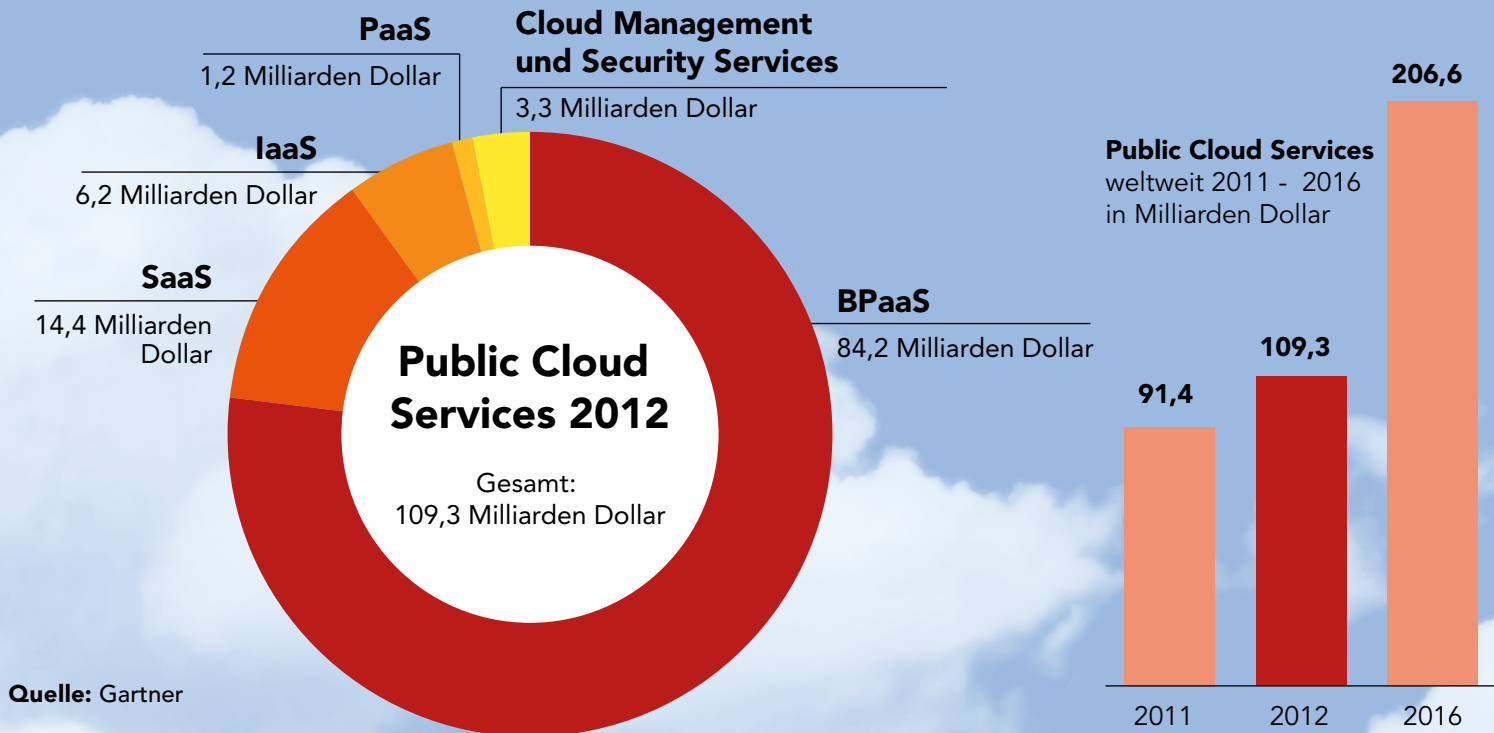 PaaS
1,2 Milliarden Dollar
Cloud Management
und Security Services
3,3 Milliarden Dollar
IaaS
6,2 Milliarden Dollar
SaaS
14,4 Milliarden
Dollar
BPaaS
84,2 Milliarden Dollar
Public Cloud
Services 2012
Gesamt:
109,3 Milliarden Dollar
Quelle: Gartner
Public Cloud Services
weltweit 2011 - 2016
in Milliarden Dollar
91,4
109,3
206,6
2011
2012
2016